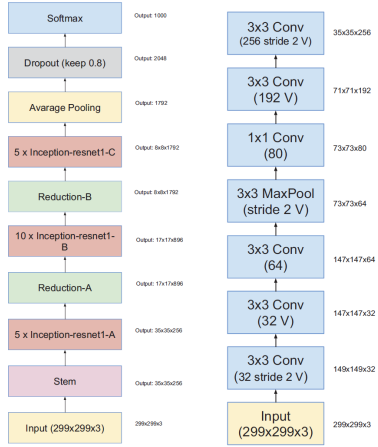 Softmax
Output: 1000
Dropout (keep 0.8)
Output: 2048
Avarage Pooling
Output: 1792
5 x Inception-resnet1-C
Output: 8x8x1792
Reduction-B
Output: 8x8x1792
10 x Inception-resnet1-
B
Output: 17x17x896
Reduction-A
Output: 17x17x896
5 x Inception-resnet1-A
Output: 35x35x256
Stem
Output: 35x35x256
Input (299x299x3)
299x299x3
3x3 Conv
(256 stride 2 V)
35x35x256
3x3 Conv
(192 V)
71x71x192
1x1 Conv
(80)
73x73x80
3x3 MaxPool
(stride 2 V)
73x73x64
3x3 Conv
(64)
147x147x64
3x3 Conv
(32 V)
147x147x32
3x3 Conv
(32 stride 2 V)
149x149x32
Input
(299x299x3)
299x299x3